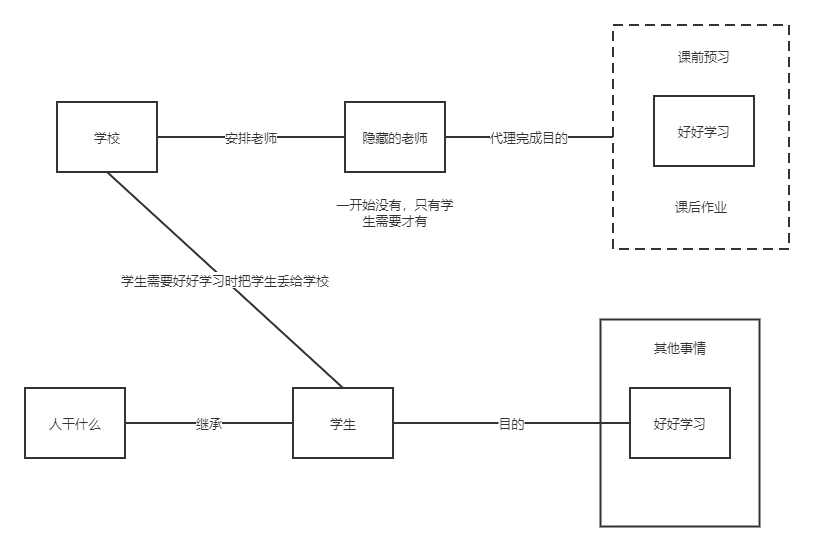 课前预习
学校
安排老师
隐藏的老师
代理完成目的
好好学习
一开始没有，只有学
生需要才有
课后作业
学生需要好好学习时把学生丢给学校
其他事情
人干什么
继承
学生
目的
好好学习